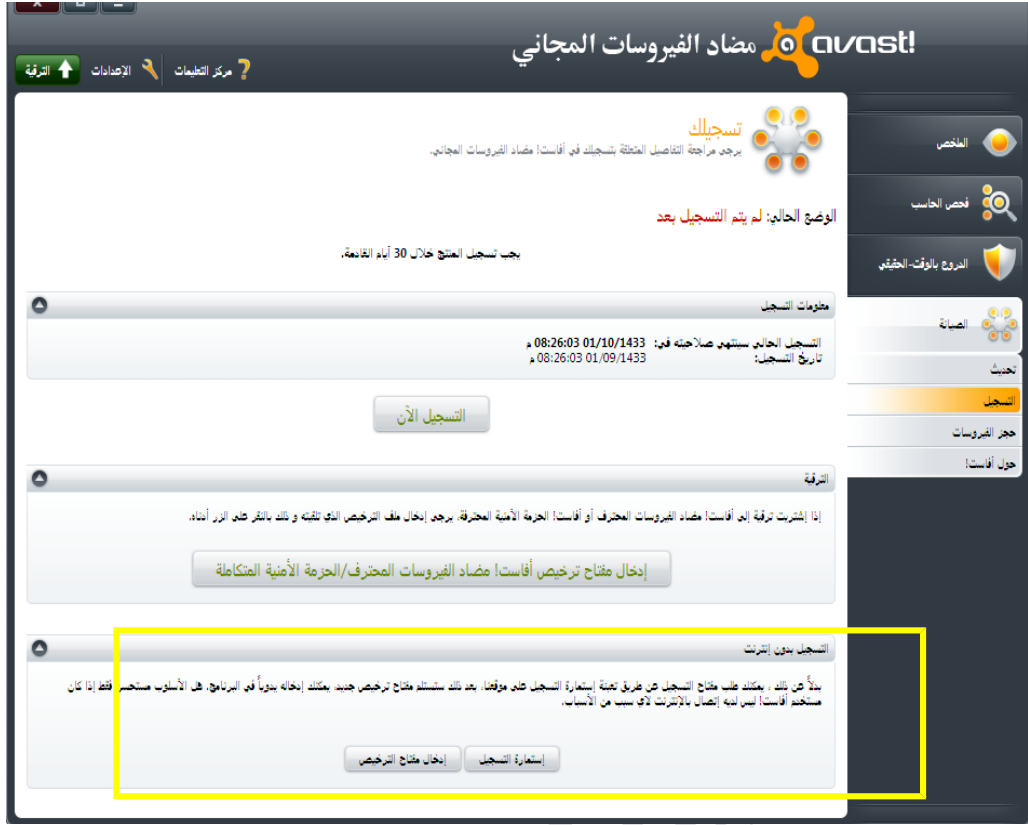 avast! مضاد الفيروسات المجاني
مركز التعليمات
الإعدادات
الترقية
الملخص
فحص الحاسب
الدروع بالوقت-الحقيقي
الصيانة
تحديث
التسجيل
حجز الفيروسات
حول أفاست!
تسجيلك
يرجى مراجعة التفاصيل المتعلقة بتسجيلك في أفاست! مضاد الفيروسات المجاني.
الوضع الحالي: لم يتم التسجيل بعد
يجب تسجيل المنتج خلال 30 أيام القادمة.
معلومات التسجيل
التسجيل الحالي سينتهي صلاحيته في: 01/10/1433 08:26:03 م
تاريخ التسجيل: 01/09/1433 08:26:03 م
التسجيل الآن
الترقية
إذا إشتريت ترقية إلى أفاست! مضاد الفيروسات المحترف أو أفاست! الحزمة الأمنية المحترفة، يرجى إدخال ملف الترخيص الذي تلقيته و ذلك بالنقر على الزر أدناه.
إدخال مفتاح ترخيص أفاست! مضاد الفيروسات المحترف/الحزمة الأمنية المتكاملة
التسجيل بدون إنترنت
بدلاً عن ذلك ، يمكنك طلب مفتاح التسجيل عن طريق تعبئة إستمارة التسجيل على موقعنا. بعد ذلك ستستلم مفتاح ترخيص جديد، يمكنك إدخاله يدوياً في البرنامج. هل الأسلوب مستحسن فقط إذا كان
مستخدم أفاست! ليس لديه إتصال بالإنترنت لاي سبب من الأسباب.
إستمارة التسجيل
إدخال مفتاح الترخيص